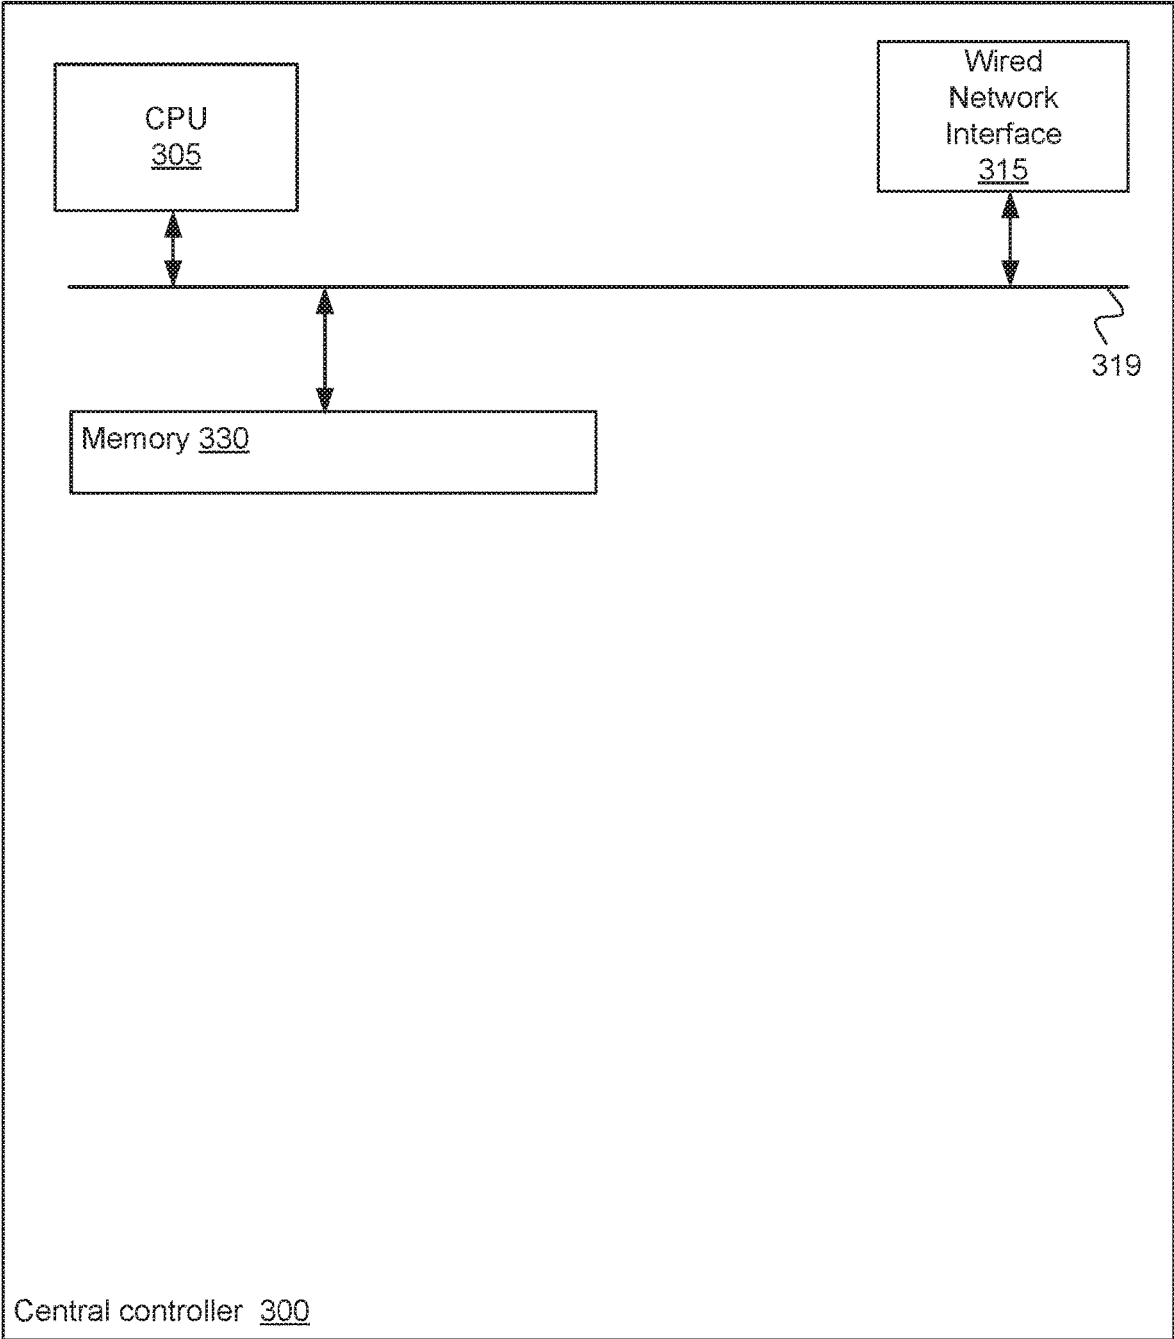 CPU
305
Wired
Network
Interface
315
319
Memory 330
Central controller 300